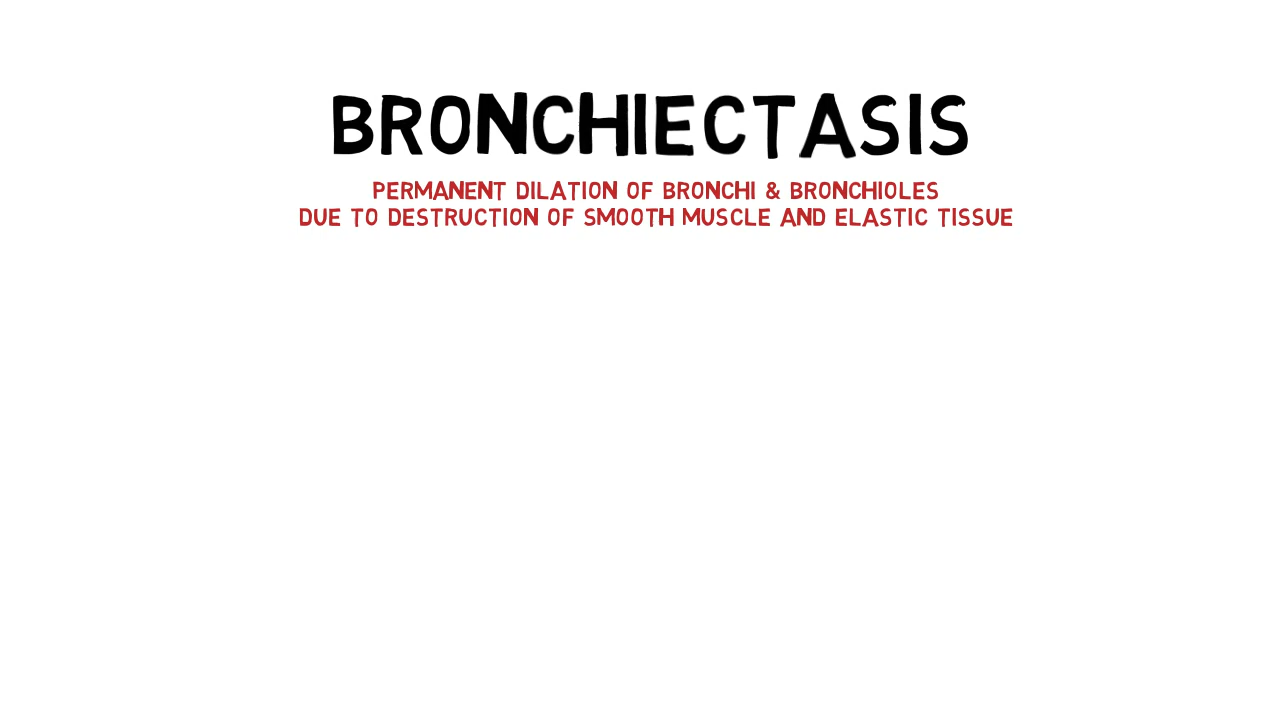 BRONCHIECTASIS
PERMANENT DILATION OF BRONCHI & BRONCHIOLES
DUE TO DESTRUCTION OF SMOOTH MUSCLE AND ELASTIC TISSUE